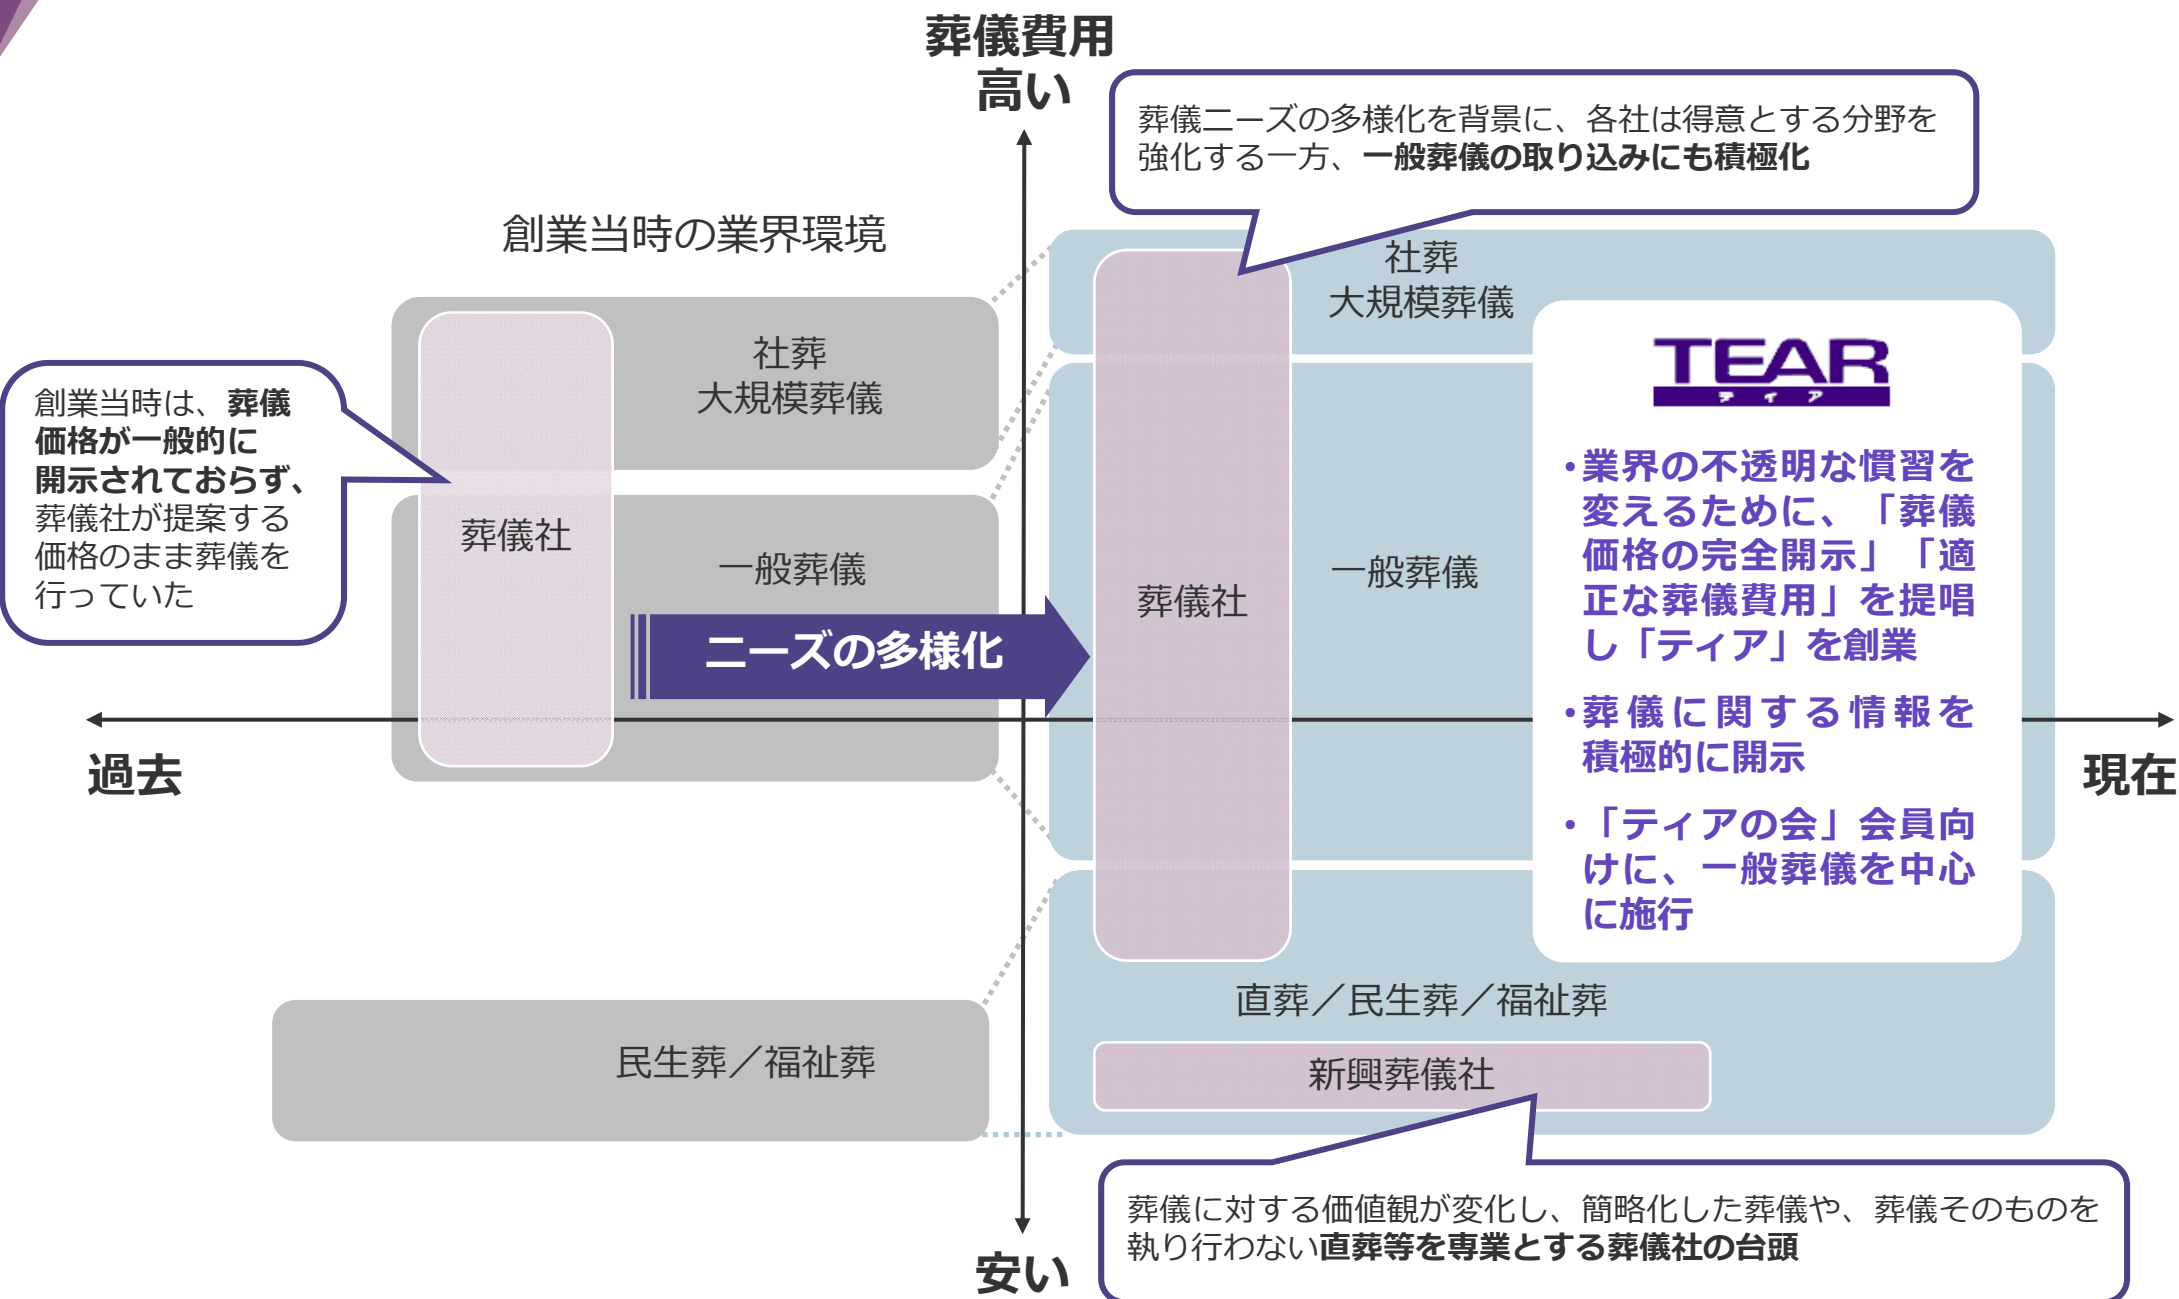 葬儀費用
高い
葬儀ニーズの多様化を背景に、各社は得意とする分野を
強化する一方、一般葬儀の取り込みにも積極化
創業当時の業界環境
社葬
大規模葬儀
社葬
大規模葬儀
創業当時は、葬儀
価格が一般的に
開示されておらず、
葬儀社が提案する
価格のまま葬儀を
行っていた
葬儀社
一般葬儀
ニーズの多様化
葬儀社
一般葬儀
TEAR
ティア
・業界の不透明な慣習を
変えるために、「葬儀
価格の完全開示」「適
正な葬儀費用」を提唱
し「ティア」を創業
・葬儀に関する情報を
積極的に開示
・「ティアの会」会員向
けに、一般葬儀を中心
に施行
過去
現在
民生葬／福祉葬
直葬／民生葬／福祉葬
新興葬儀社
葬儀に対する価値観が変化し、簡略化した葬儀や、葬儀そのものを
執り行わない直葬等を専業とする葬儀社の台頭
安い